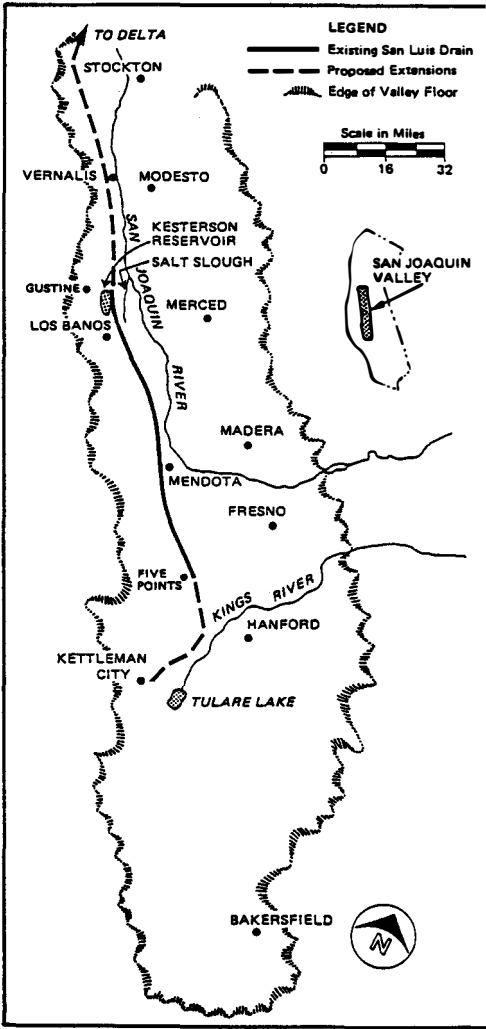 TO DELTA
STOCKTON
LEGEND
Existing San Luis Drain
Proposed Extensions
Edge of Valley Floor
Scale in Miles
0 16 32
VERNALIS
MODESTO
SAN JOAQUIN RIVER
KESTERSON
RESERVOIR
SALT SLOUGH
GUSTINE
LOS BANOS
MERCED
SAN JOAQUIN
VALLEY
MADERA
MENDOTA
FRESNO
FIVE
POINTS
KINGS RIVER
HANFORD
KETTLEMAN
CITY
TULARE LAKE
BAKERSFIELD
N